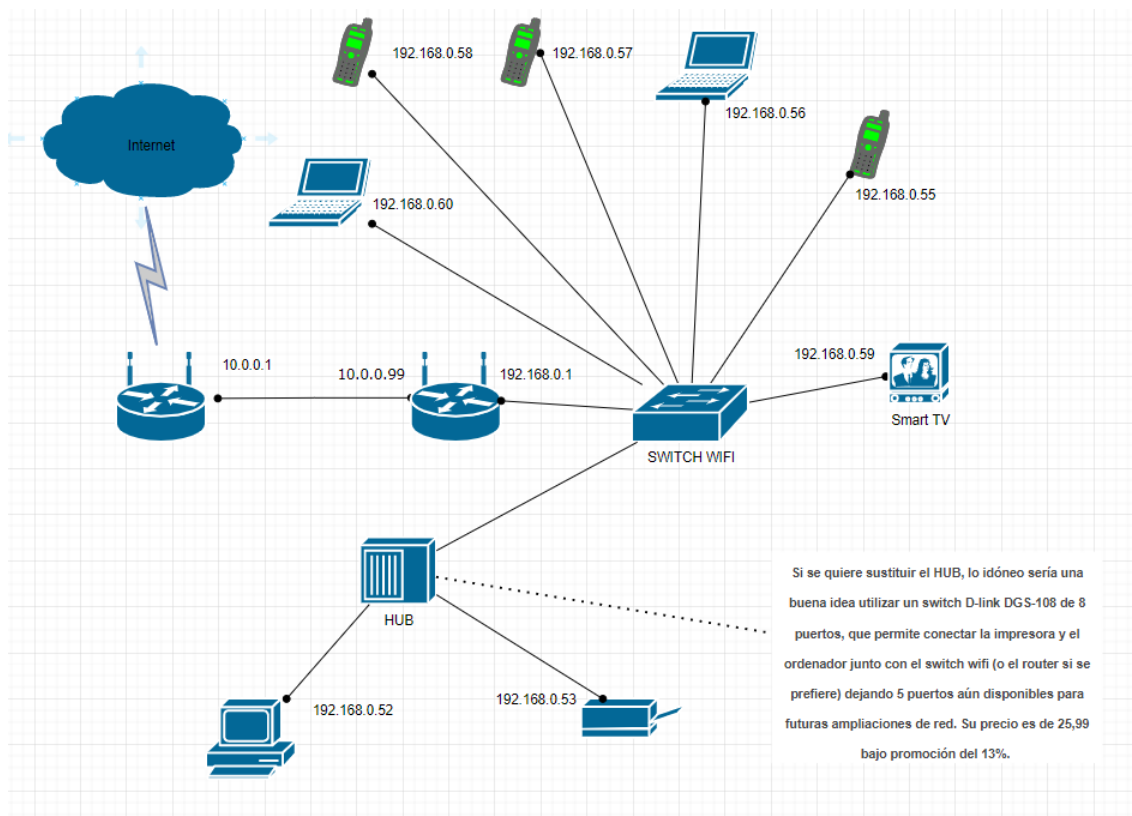 192.168.0.58
192.168.0.57
192.168.0.56
Internet
192.168.0.55
192.168.0.60
192.168.0.59
10.0.0.1
10.0.0.99
192.168.0.1
Smart TV
SWITCH WIFI
HUB
Si se quiere sustituir el HUB, lo idóneo sería una
buena idea utilizar un switch D-link DGS-108 de 8
puertos, que permite conectar la impresora y el
ordenador junto con el switch wifi (o el router si se
prefiere) dejando 5 puertos aún disponibles para
futuras ampliaciones de red. Su precio es de 25,99
bajo promoción del 13%.
192.168.0.52
192.168.0.53